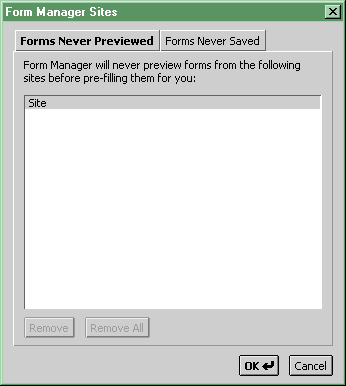 Form Manager Sites
Forms Never Previewed Forms Never Saved
Form Manager will never preview forms from the following
sites before pre-filling them for you:
Site
Remove Remove All
OK Cancel